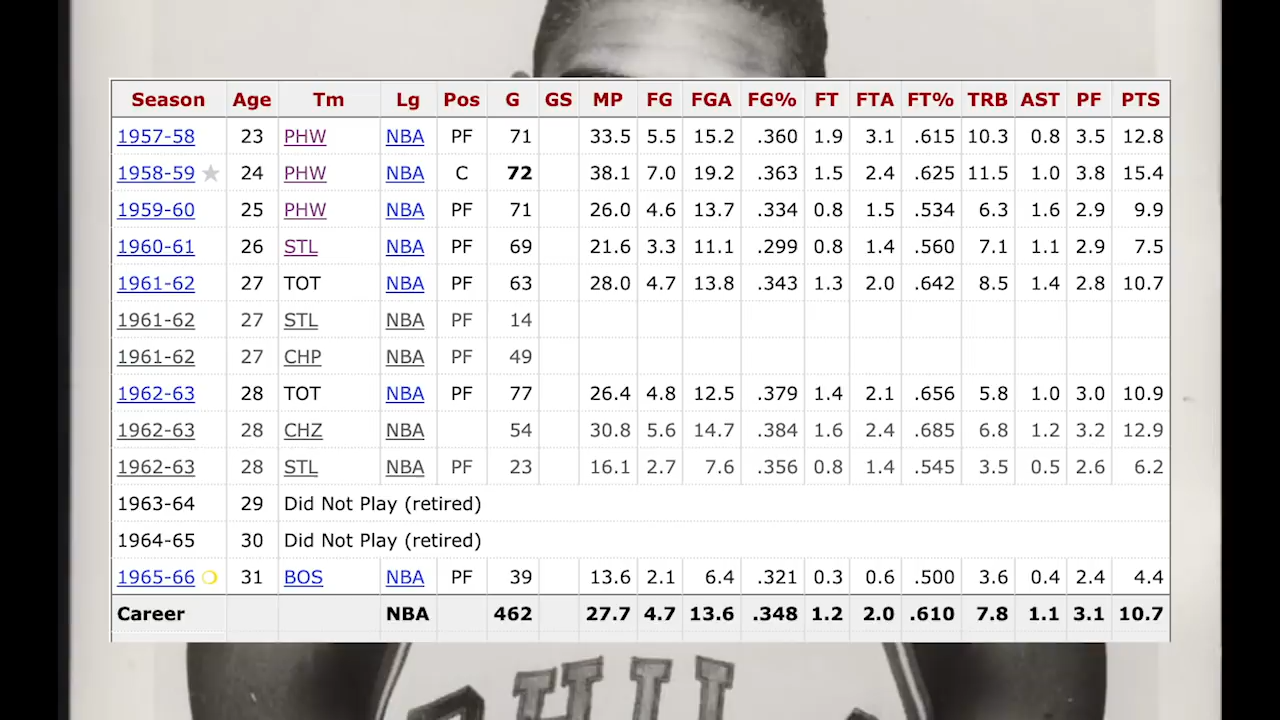 Season Age Tm Lg Pos G GS MP FG FGA FG% FT FTA FT% TRB AST PF PTS
1957-58 23 PHW NBA PF 71 33.5 5.5 15.2 .360 1.9 3.1 .615 10.3 0.8 3.5 12.8
1958-59 ★ 24 PHW NBA C 72 38.1 7.0 19.2 .363 1.5 2.4 .625 11.5 1.0 3.8 15.4
1959-60 25 PHW NBA PF 71 26.0 4.6 13.7 .334 0.8 1.5 .534 6.3 1.6 2.9 9.9
1960-61 26 STL NBA PF 69 21.6 3.3 11.1 .299 0.8 1.4 .560 7.1 1.1 2.9 7.5
1961-62 27 TOT NBA PF 63 28.0 4.7 13.8 .343 1.3 2.0 .642 8.5 1.4 2.8 10.7
1961-62 27 STL NBA PF 14
1961-62 27 CHP NBA PF 49
1962-63 28 TOT NBA PF 77 26.4 4.8 12.5 .379 1.4 2.1 .656 5.8 1.0 3.0 10.9
1962-63 28 CHZ NBA 54 30.8 5.6 14.7 .384 1.6 2.4 .685 6.8 1.2 3.2 12.9
1962-63 28 STL NBA PF 23 16.1 2.7 7.6 .356 0.8 1.4 .545 3.5 0.5 2.6 6.2
1963-64 29 Did Not Play (retired)
1964-65 30 Did Not Play (retired)
1965-66 31 BOS NBA PF 39 13.6 2.1 6.4 .321 0.3 0.6 .500 3.6 0.4 2.4 4.4
Career NBA 462 27.7 4.7 13.6 .348 1.2 2.0 .610 7.8 1.1 3.1 10.7
PHIL